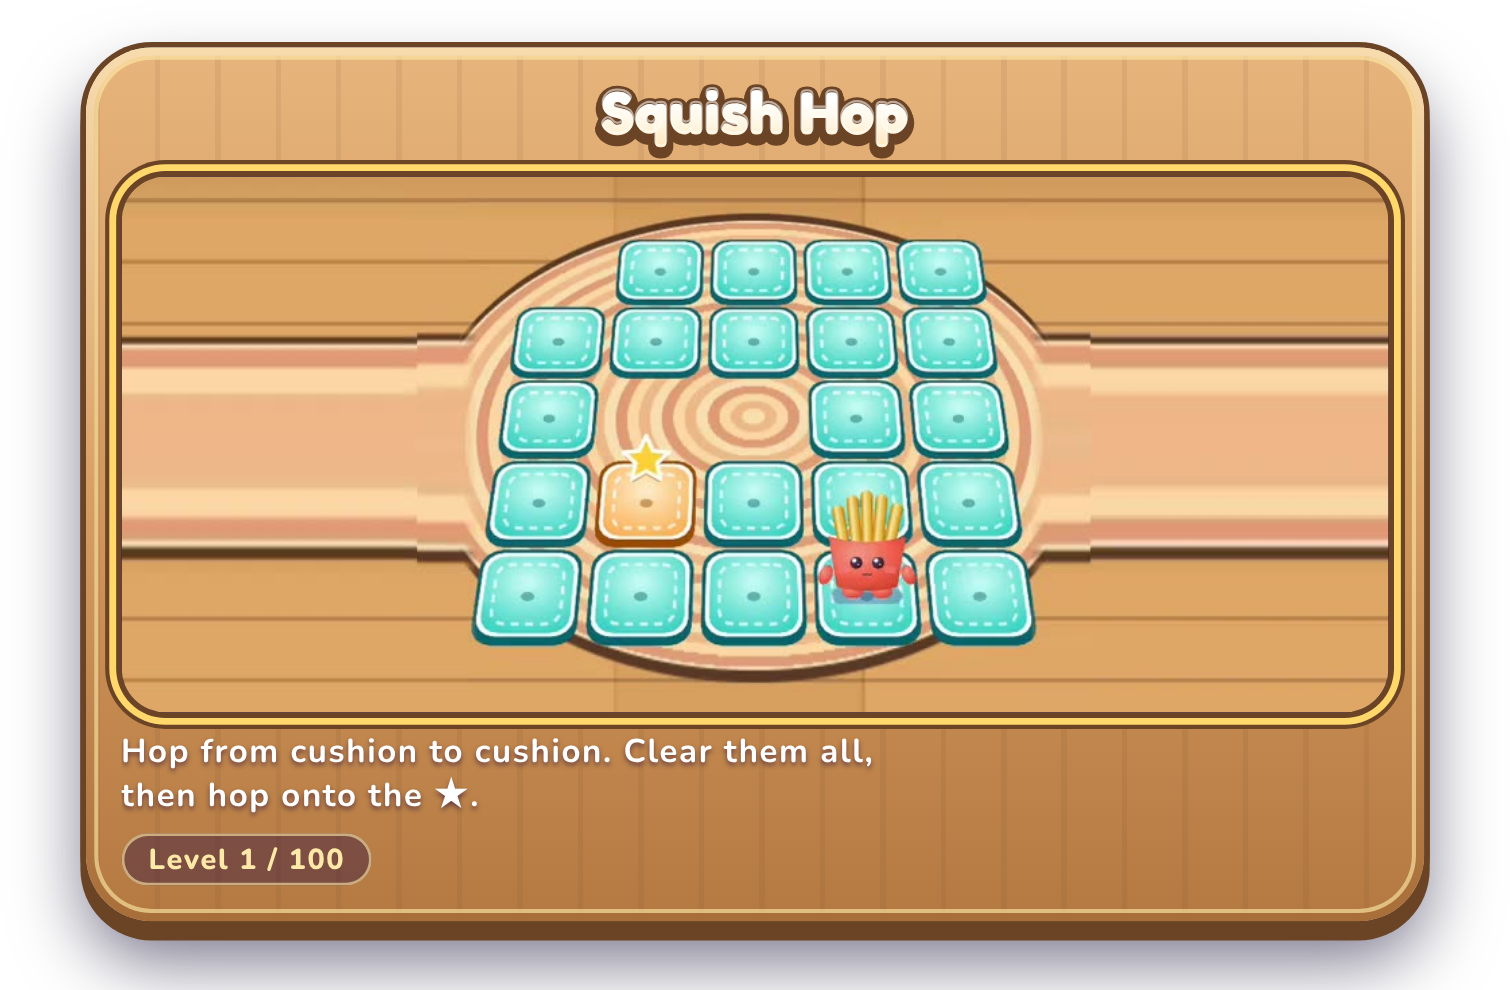 Squish Hop
Hop from cushion to cushion. Clear them all,
then hop onto the ★.
Level 1 / 100